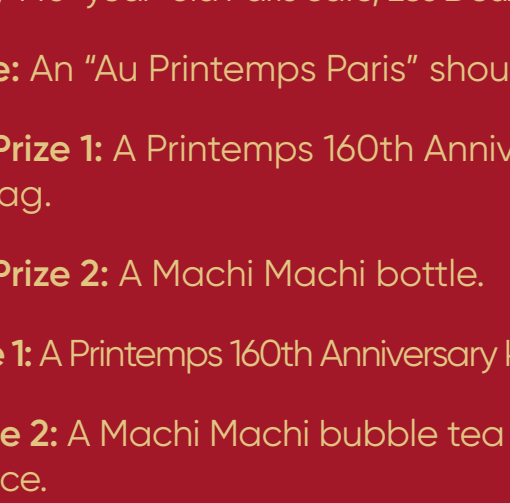 e: An “Au Printemps Paris” shou
Prize 1: A Printemps 160th Anniv
ag.
Prize 2: A Machi Machi bottle.
e 1: A Printemps 160th Anniversary
e 2: A Machi Machi bubble tea
ce.